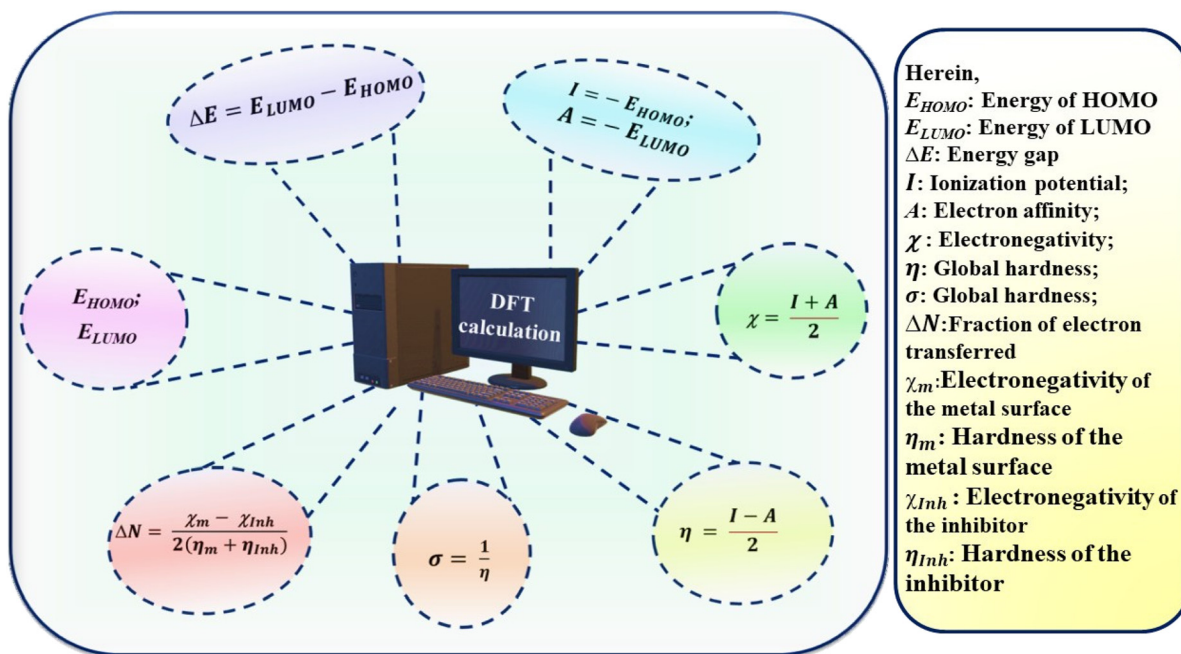 ΔE = E_LUMO − E_HOMO
I = − E_HOMO;
A = − E_LUMO
E_HOMO;
E_LUMO
DFT
calculation
χ = (I + A)/2
ΔN = (χ_m − χ_Inh)/(2(η_m + η_Inh))
σ = 1/η
η = (I − A)/2
Herein,
E_HOMO: Energy of HOMO
E_LUMO: Energy of LUMO
ΔE: Energy gap
I: Ionization potential;
A: Electron affinity;
χ: Electronegativity;
η: Global hardness;
σ: Global hardness;
ΔN:Fraction of electron
transferred
χ_m:Electronegativity of
the metal surface
η_m: Hardness of the
metal surface
χ_Inh : Electronegativity of
the inhibitor
η_Inh: Hardness of the
inhibitor